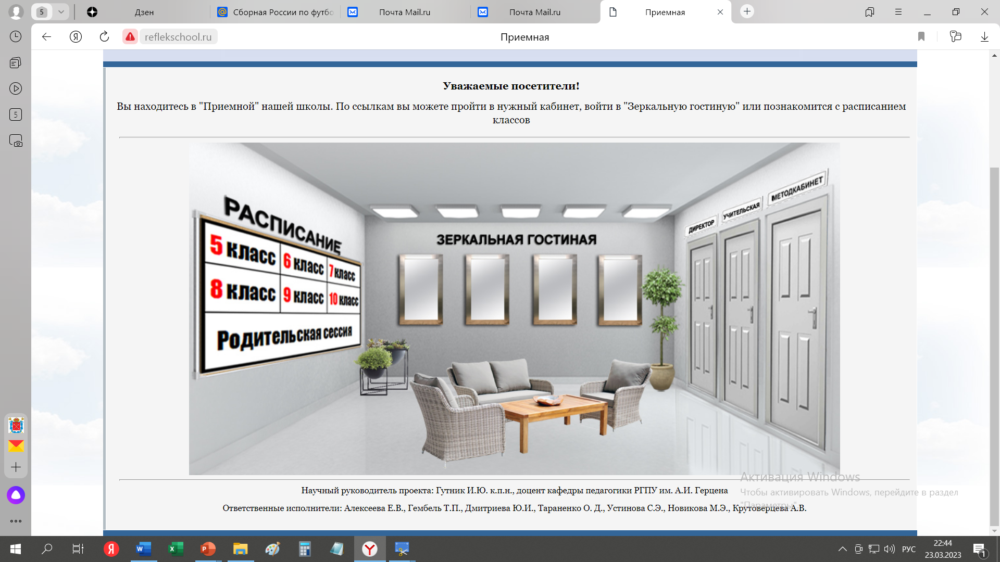 5
Дзен
Сборная России по футбо
Почта Mail.ru
Почта Mail.ru
Приемная
reflekschool.ru
Приемная
5
Уважаемые посетители!
Вы находитесь в "Приемной" нашей школы. По ссылкам вы можете пройти в нужный кабинет, войти в "Зеркальную гостиную" или познакомится с расписанием
классов
РАСПИСАНИЕ
5 класс
6 класс
7 класс
8 класс
9 класс
10 класс
Родительская сессия
ЗЕРКАЛЬНАЯ ГОСТИНАЯ
ДИРЕКТОР
УЧИТЕЛЬСКАЯ
МЕТОДКАБИНЕТ
Научный руководитель проекта: Гутник И.Ю. к.п.н., доцент кафедры педагогики РГПУ им. А.И. Герцена
Ответственные исполнители: Алексеева Е.В., Гембель Т.П., Дмитриева Ю.И., Тараненко О. Д., Устинова С.Э., Новикова М.Э., Крутоверцева А.В.
Активация Windows
Чтобы активировать Windows, перейдите в раздел
"Параметры".
РУС
22:44
23.03.2023
1